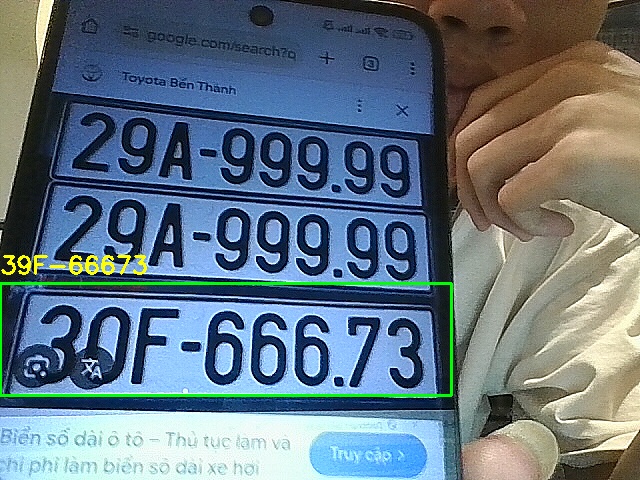 google.com/search?q
3
Toyota Bến Thành
29A-999.99
29A-999.99
39F-66673
30F-666.73
Biển số dài ô tô – Thủ tục làm và
chi phí làm biển số dài xe hơi
Truy cập >